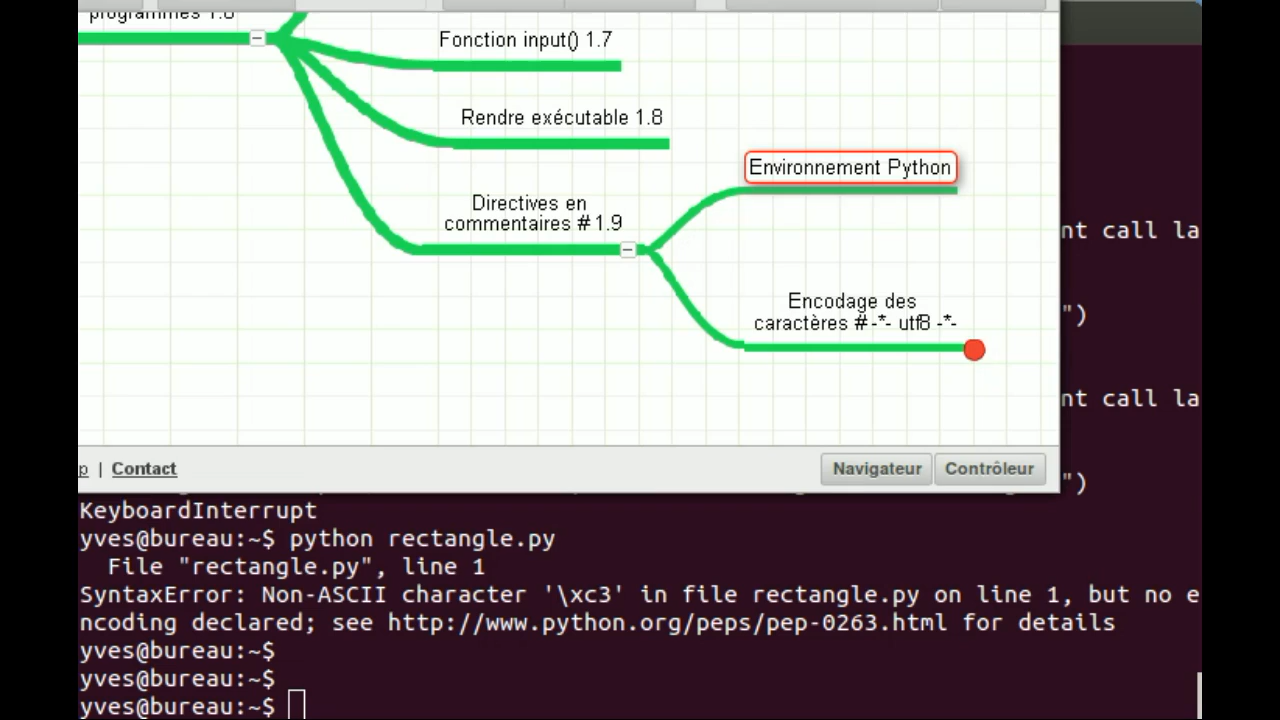 programmes 1.6
Fonction input() 1.7
Rendre exécutable 1.8
Environnement Python
Directives en
commentaires # 1.9
Encodage des
caractères # -*- utf8 -*-
nt call la
")
nt call la
")
p | Contact
Navigateur
Contrôleur
KeyboardInterrupt
yves@bureau:~$ python rectangle.py
File "rectangle.py", line 1
SyntaxError: Non-ASCII character '\xc3' in file rectangle.py on line 1, but no e
ncoding declared; see http://www.python.org/peps/pep-0263.html for details
yves@bureau:~$
yves@bureau:~$
yves@bureau:~$